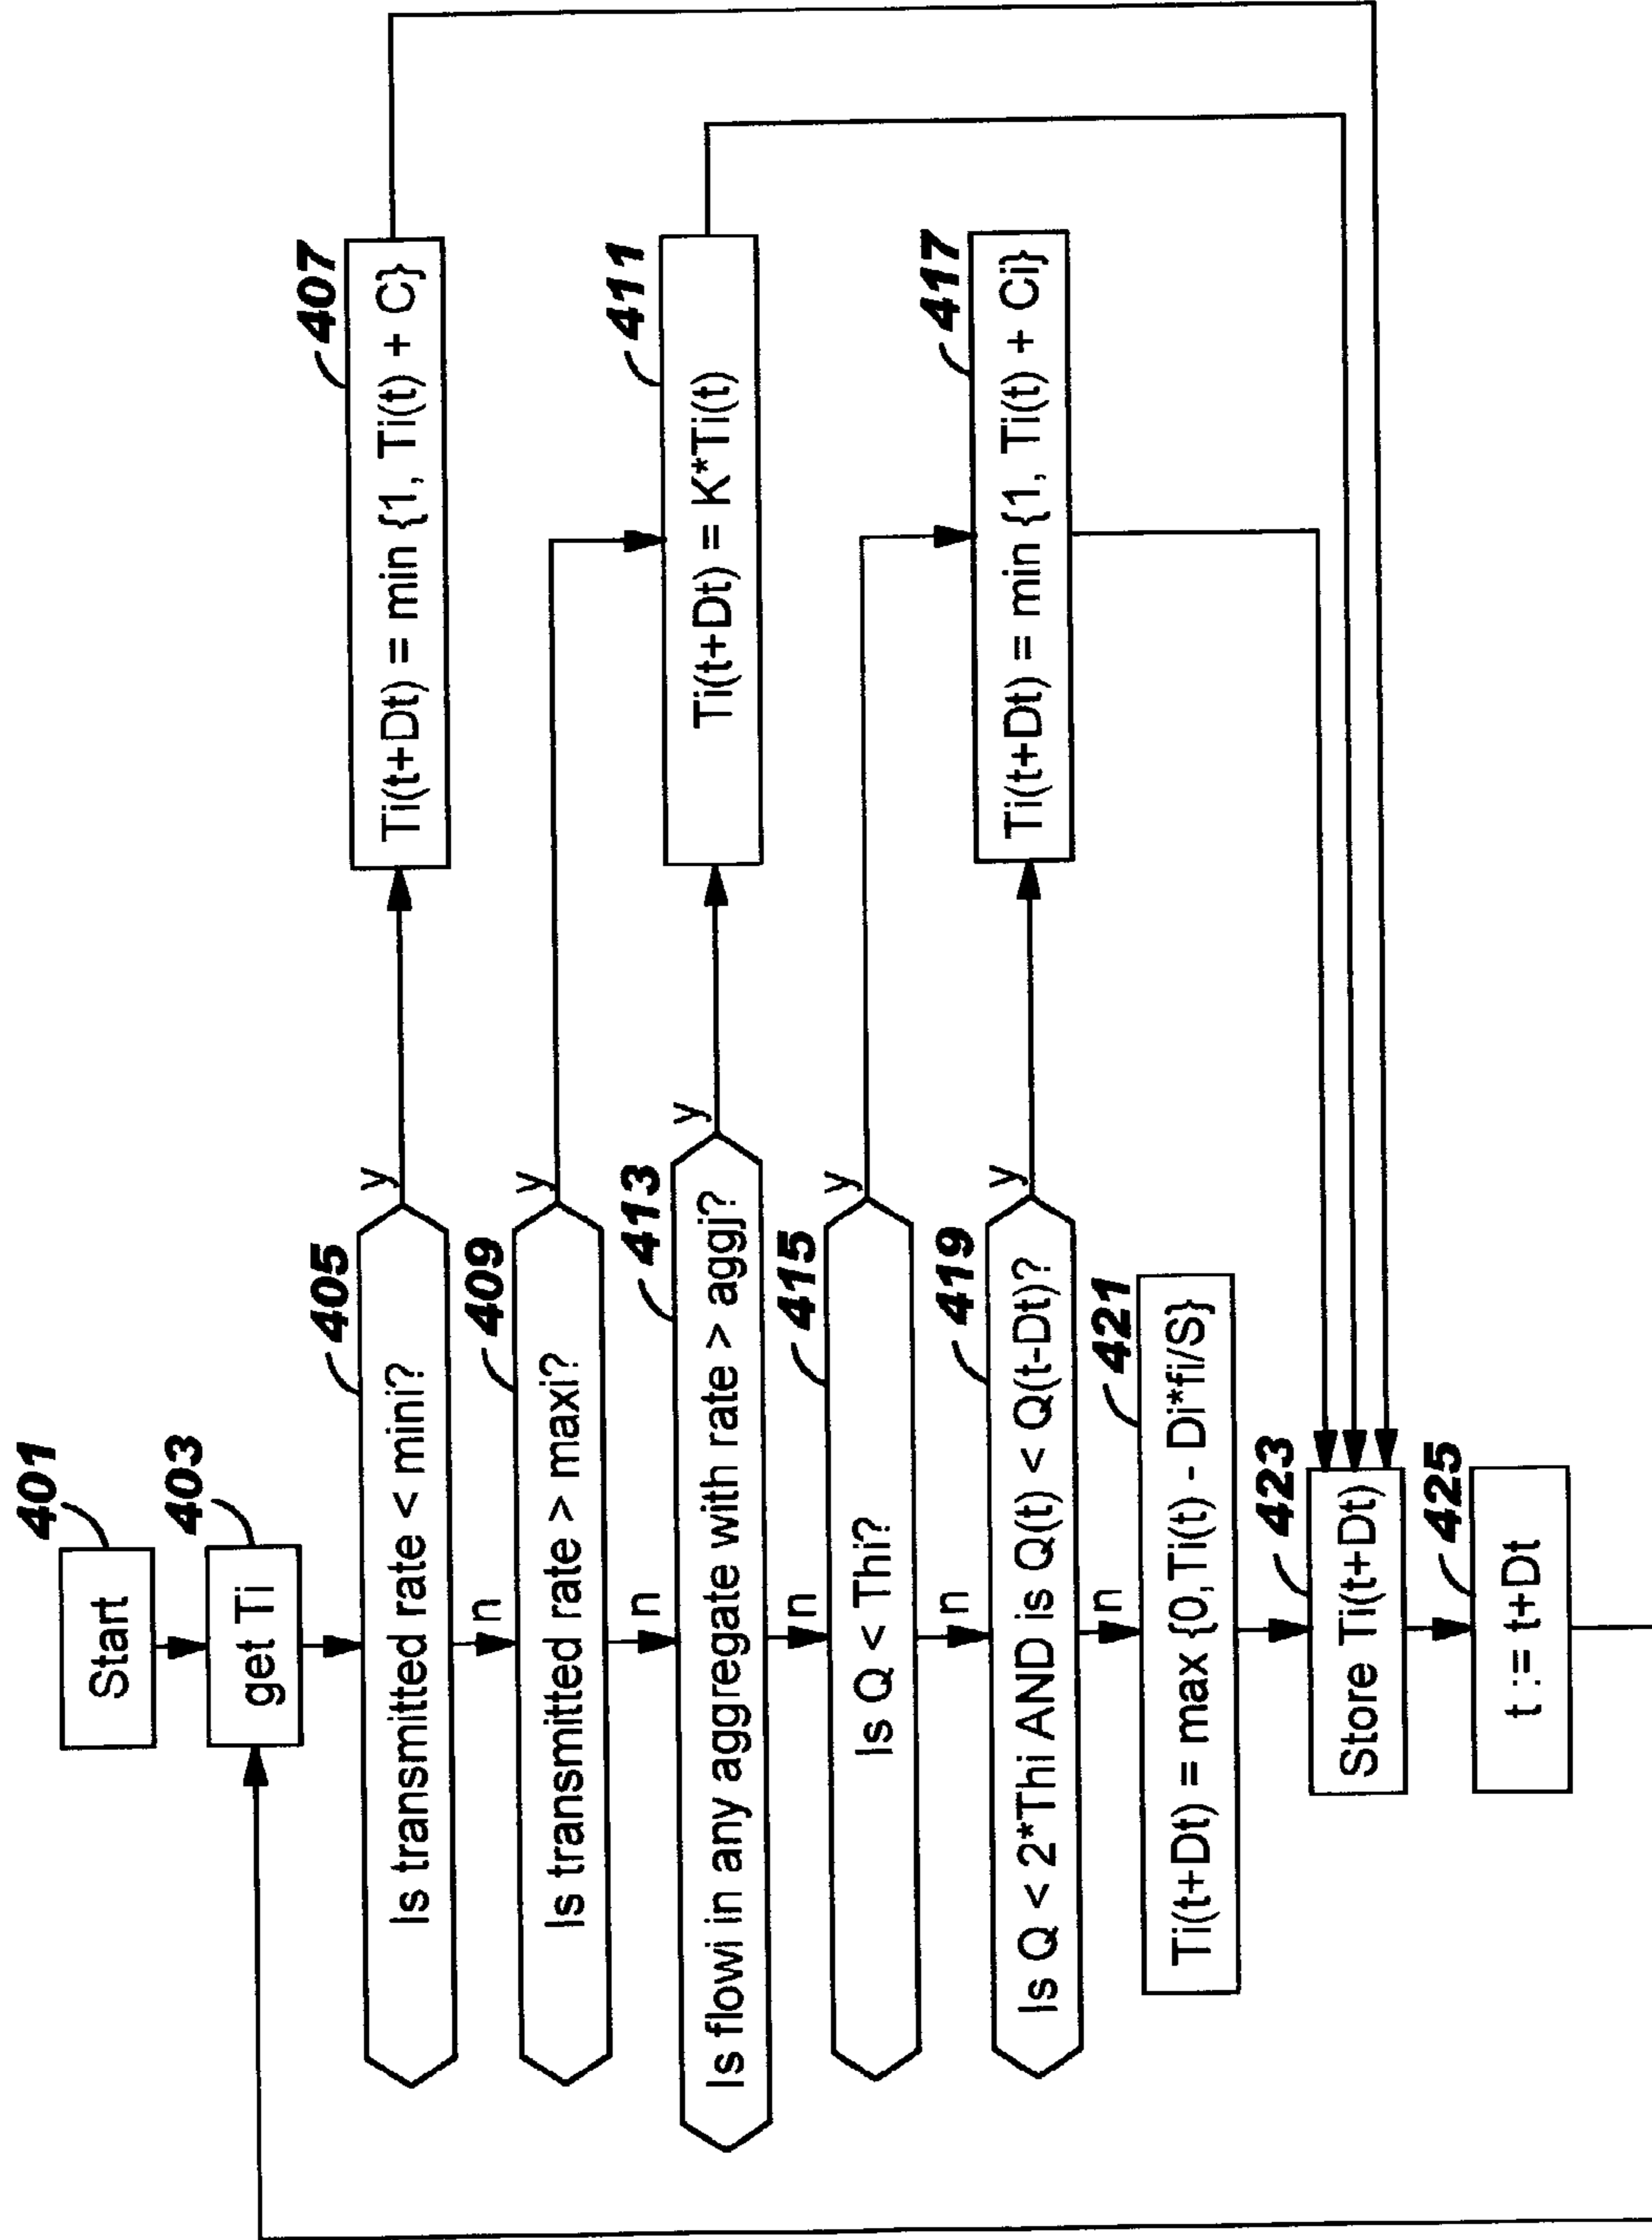 401
Start
403
get Ti
405
Is transmitted rate < mini?
y
407
Ti(t+Dt) = min {1, Ti(t) + C}
n
409
Is transmitted rate > maxi?
y
411
Ti(t+Dt) = K*Ti(t)
n
413
Is flowi in any aggregate with rate > aggj?
y
n
415
Is Q < Thi?
y
417
Ti(t+Dt) = min {1, Ti(t) + Ci}
n
419
Is Q < 2*Thi AND is Q(t) < Q(t-Dt)?
y
n
421
Ti(t+Dt) = max {0,Ti(t) - Di*fi/S}
423
Store Ti(t+Dt)
425
t := t+Dt